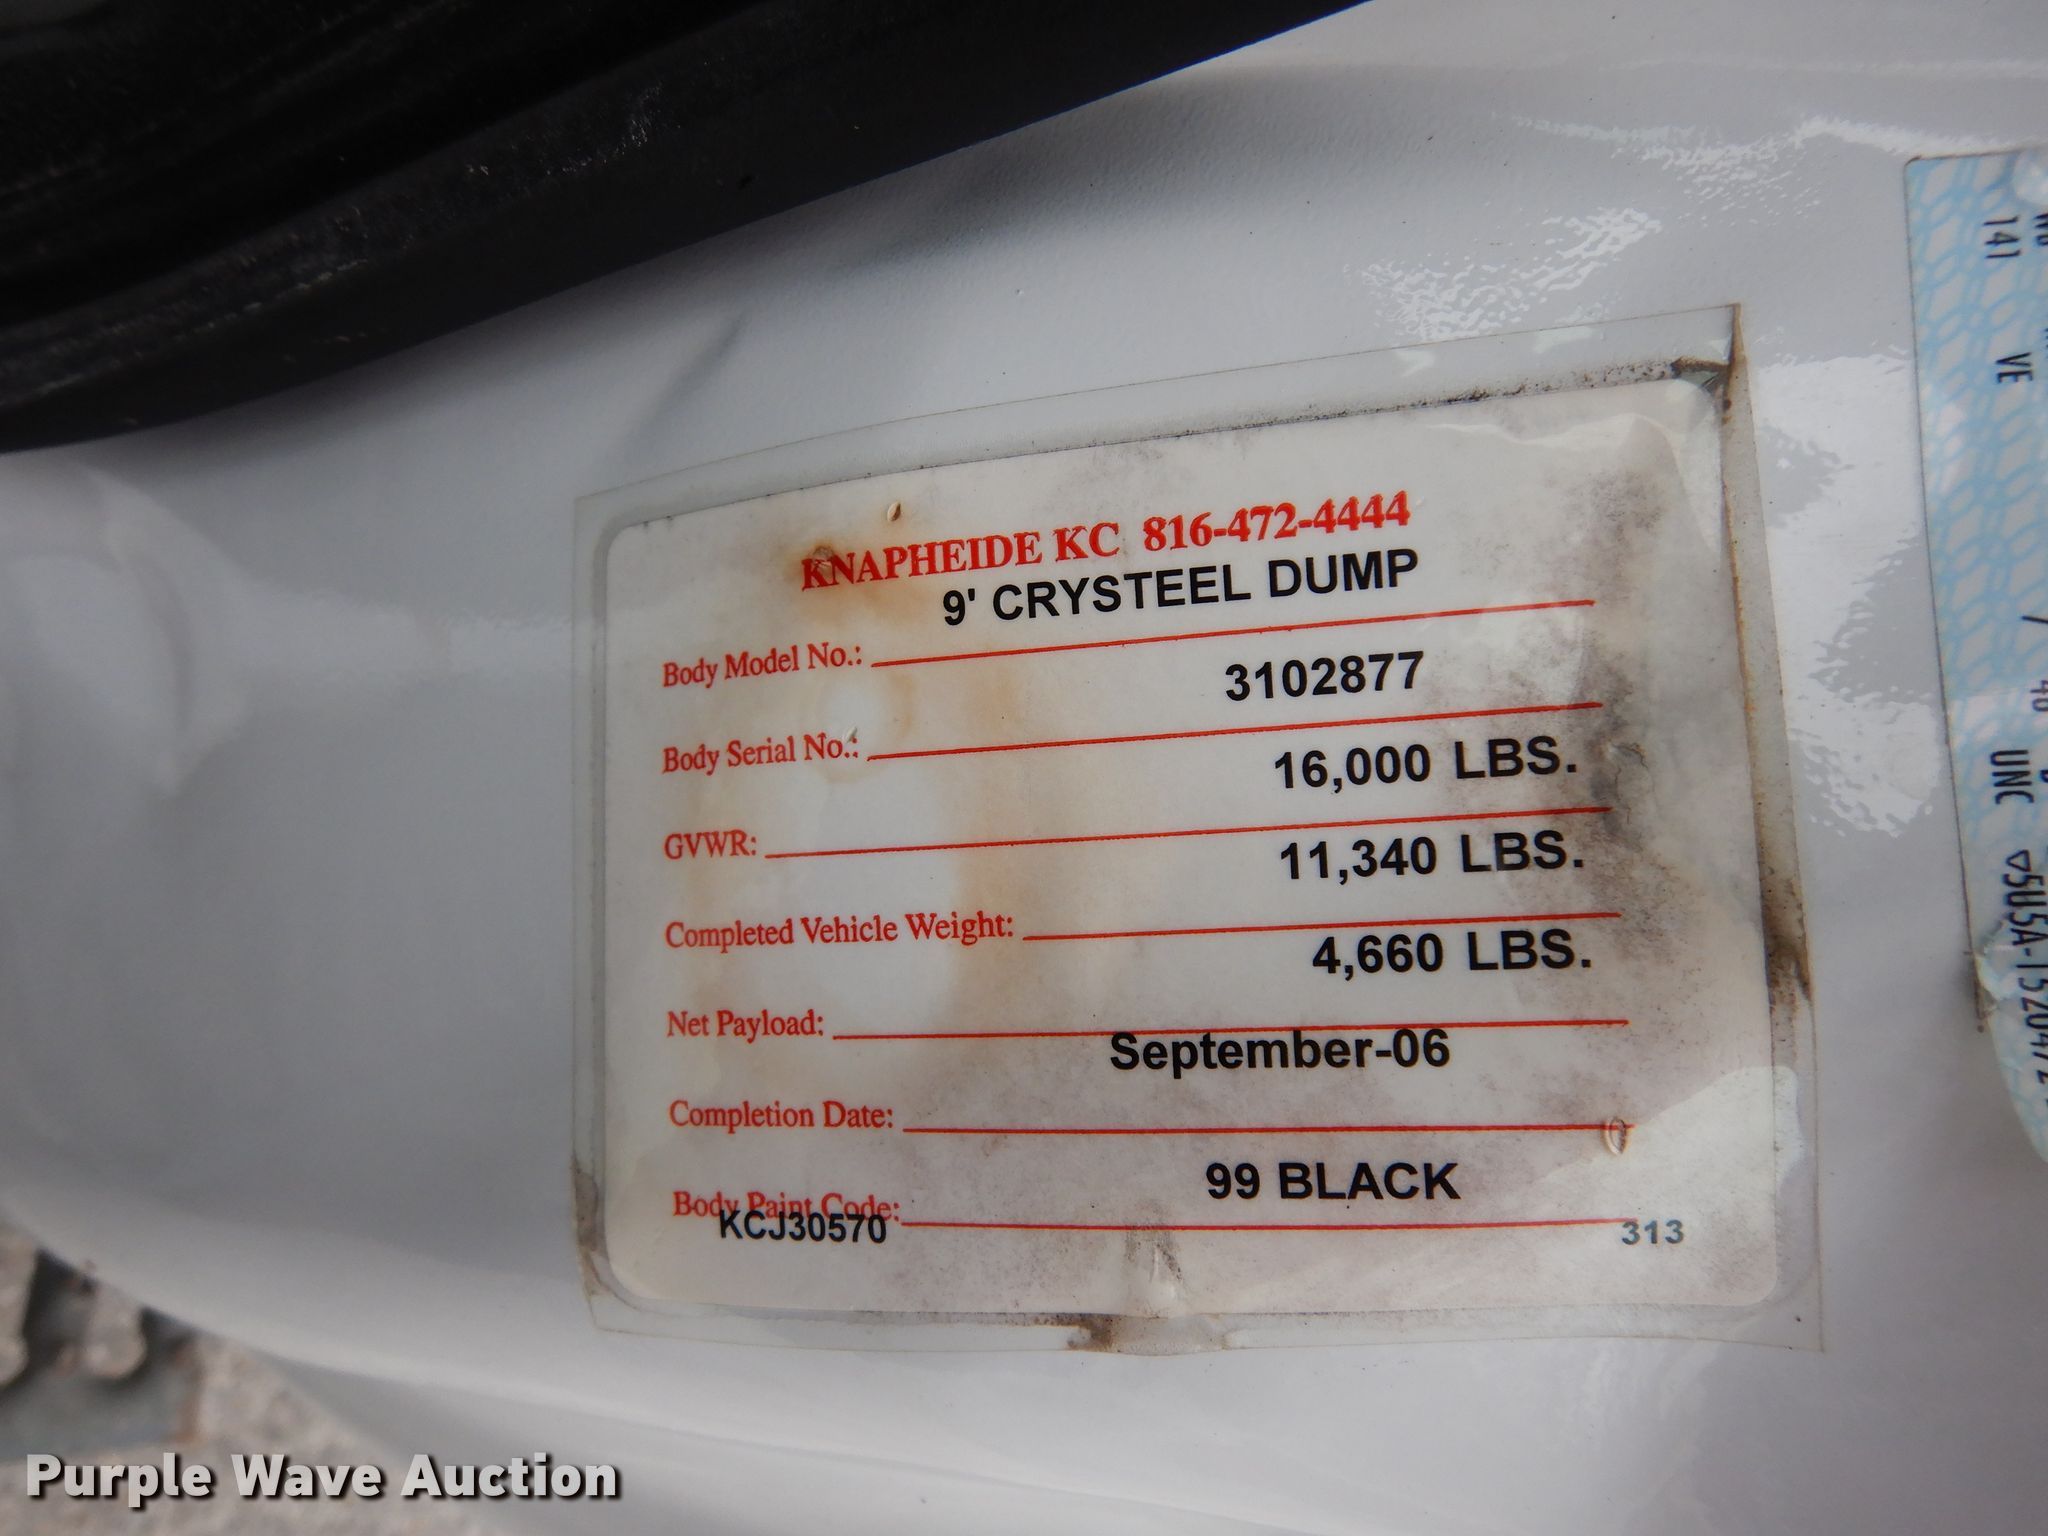 KNAPHEIDE KC 816-472-4444
9' CRYSTEEL DUMP
Body Model No.:
3102877
Body Serial No.:
16,000 LBS.
GVWR:
11,340 LBS.
Completed Vehicle Weight:
4,660 LBS.
Net Payload:
September-06
Completion Date:
99 BLACK
Body Paint Code:
KCJ30570
313
141 VE
UNC
Purple Wave Auction